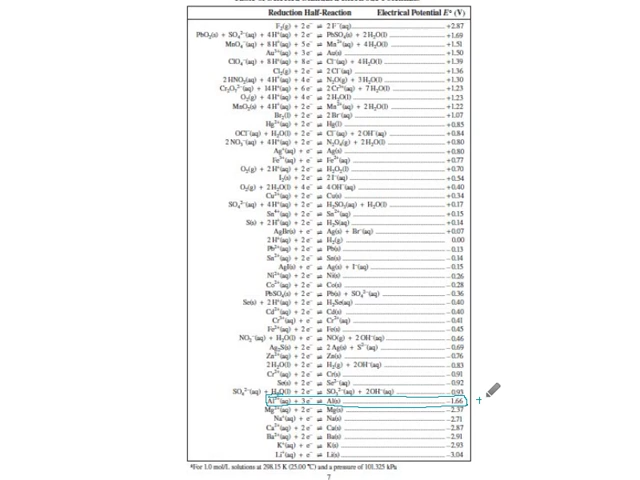 Reduction Half-Reaction Electrical Potential E° (V)
F₂(g) + 2 e⁻ ⇌ 2 F⁻(aq) +2.87
PbO₂(s) + SO₄²⁻(aq) + 4 H⁺(aq) + 2 e⁻ ⇌ PbSO₄(s) + 2 H₂O(l) +1.69
MnO₄⁻(aq) + 8 H⁺(aq) + 5 e⁻ ⇌ Mn²⁺(aq) + 4 H₂O(l) +1.51
Au³⁺(aq) + 3 e⁻ ⇌ Au(s) +1.50
ClO₄⁻(aq) + 8 H⁺(aq) + 8 e⁻ ⇌ Cl⁻(aq) + 4 H₂O(l) +1.39
Cl₂(g) + 2 e⁻ ⇌ 2 Cl⁻(aq) +1.36
2 HNO₂(aq) + 4 H⁺(aq) + 4 e⁻ ⇌ N₂O(g) + 3 H₂O(l) +1.30
Cr₂O₇²⁻(aq) + 14 H⁺(aq) + 6 e⁻ ⇌ 2 Cr³⁺(aq) + 7 H₂O(l) +1.23
O₂(g) + 4 H⁺(aq) + 4 e⁻ ⇌ 2 H₂O(l) +1.23
MnO₂(s) + 4 H⁺(aq) + 2 e⁻ ⇌ Mn²⁺(aq) + 2 H₂O(l) +1.22
Br₂(l) + 2 e⁻ ⇌ 2 Br⁻(aq) +1.07
Hg²⁺(aq) + 2 e⁻ ⇌ Hg(l) +0.85
OCl⁻(aq) + H₂O(l) + 2 e⁻ ⇌ Cl⁻(aq) + 2 OH⁻(aq) +0.84
2 NO₃⁻(aq) + 4 H⁺(aq) + 2 e⁻ ⇌ N₂O₄(g) + 2 H₂O(l) +0.80
Ag⁺(aq) + e⁻ ⇌ Ag(s) +0.80
Fe³⁺(aq) + e⁻ ⇌ Fe²⁺(aq) +0.77
O₂(g) + 2 H⁺(aq) + 2 e⁻ ⇌ H₂O₂(l) +0.70
I₂(s) + 2 e⁻ ⇌ 2 I⁻(aq) +0.54
O₂(g) + 2 H₂O(l) + 4 e⁻ ⇌ 4 OH⁻(aq) +0.40
Cu²⁺(aq) + 2 e⁻ ⇌ Cu(s) +0.34
SO₄²⁻(aq) + 4 H⁺(aq) + 2 e⁻ ⇌ H₂SO₃(aq) + H₂O(l) +0.17
Sn⁴⁺(aq) + 2 e⁻ ⇌ Sn²⁺(aq) +0.15
S(s) + 2 H⁺(aq) + 2 e⁻ ⇌ H₂S(aq) +0.14
AgBr(s) + e⁻ ⇌ Ag(s) + Br⁻(aq) +0.07
2 H⁺(aq) + 2 e⁻ ⇌ H₂(g) 0.00
Pb²⁺(aq) + 2 e⁻ ⇌ Pb(s) −0.13
Sn²⁺(aq) + 2 e⁻ ⇌ Sn(s) −0.14
AgI(s) + e⁻ ⇌ Ag(s) + I⁻(aq) −0.15
Ni²⁺(aq) + 2 e⁻ ⇌ Ni(s) −0.26
Co²⁺(aq) + 2 e⁻ ⇌ Co(s) −0.28
PbSO₄(s) + 2 e⁻ ⇌ Pb(s) + SO₄²⁻(aq) −0.36
Se(s) + 2 H⁺(aq) + 2 e⁻ ⇌ H₂Se(aq) −0.40
Cd²⁺(aq) + 2 e⁻ ⇌ Cd(s) −0.40
Cr³⁺(aq) + e⁻ ⇌ Cr²⁺(aq) −0.41
Fe²⁺(aq) + 2 e⁻ ⇌ Fe(s) −0.45
NO₂⁻(aq) + H₂O(l) + e⁻ ⇌ NO(g) + 2 OH⁻(aq) −0.46
Ag₂S(s) + 2 e⁻ ⇌ 2 Ag(s) + S²⁻(aq) −0.69
Zn²⁺(aq) + 2 e⁻ ⇌ Zn(s) −0.76
2 H₂O(l) + 2 e⁻ ⇌ H₂(g) + 2 OH⁻(aq) −0.83
Cr²⁺(aq) + 2 e⁻ ⇌ Cr(s) −0.91
Se(s) + 2 e⁻ ⇌ Se²⁻(aq) −0.92
SO₄²⁻(aq) + H₂O(l) + 2 e⁻ ⇌ SO₃²⁻(aq) + 2 OH⁻(aq) −0.93
Al³⁺(aq) + 3 e⁻ ⇌ Al(s) −1.66 +
Mg²⁺(aq) + 2 e⁻ ⇌ Mg(s) −2.37
Na⁺(aq) + e⁻ ⇌ Na(s) −2.71
Ca²⁺(aq) + 2 e⁻ ⇌ Ca(s) −2.87
Ba²⁺(aq) + 2 e⁻ ⇌ Ba(s) −2.91
K⁺(aq) + e⁻ ⇌ K(s) −2.93
Li⁺(aq) + e⁻ ⇌ Li(s) −3.04
*For 1.0 mol/L solutions at 298.15 K (25.00 °C) and a pressure of 101.325 kPa
7